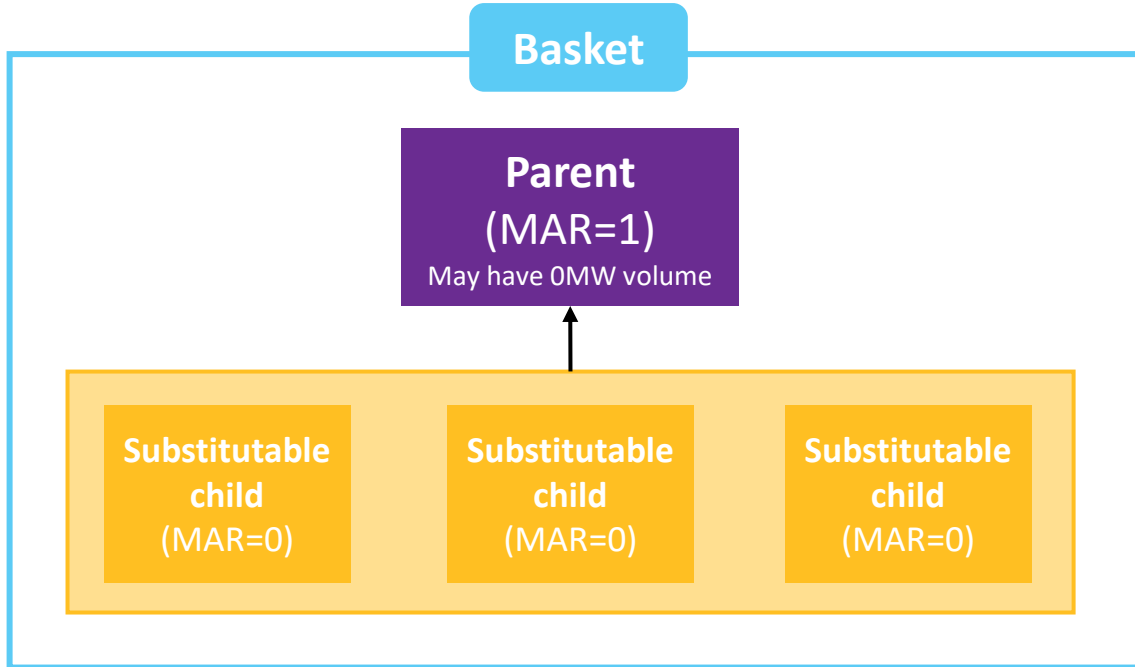 Basket
Parent
(MAR=1)
May have 0MW volume
Substitutable
child
(MAR=0)
Substitutable
child
(MAR=0)
Substitutable
child
(MAR=0)